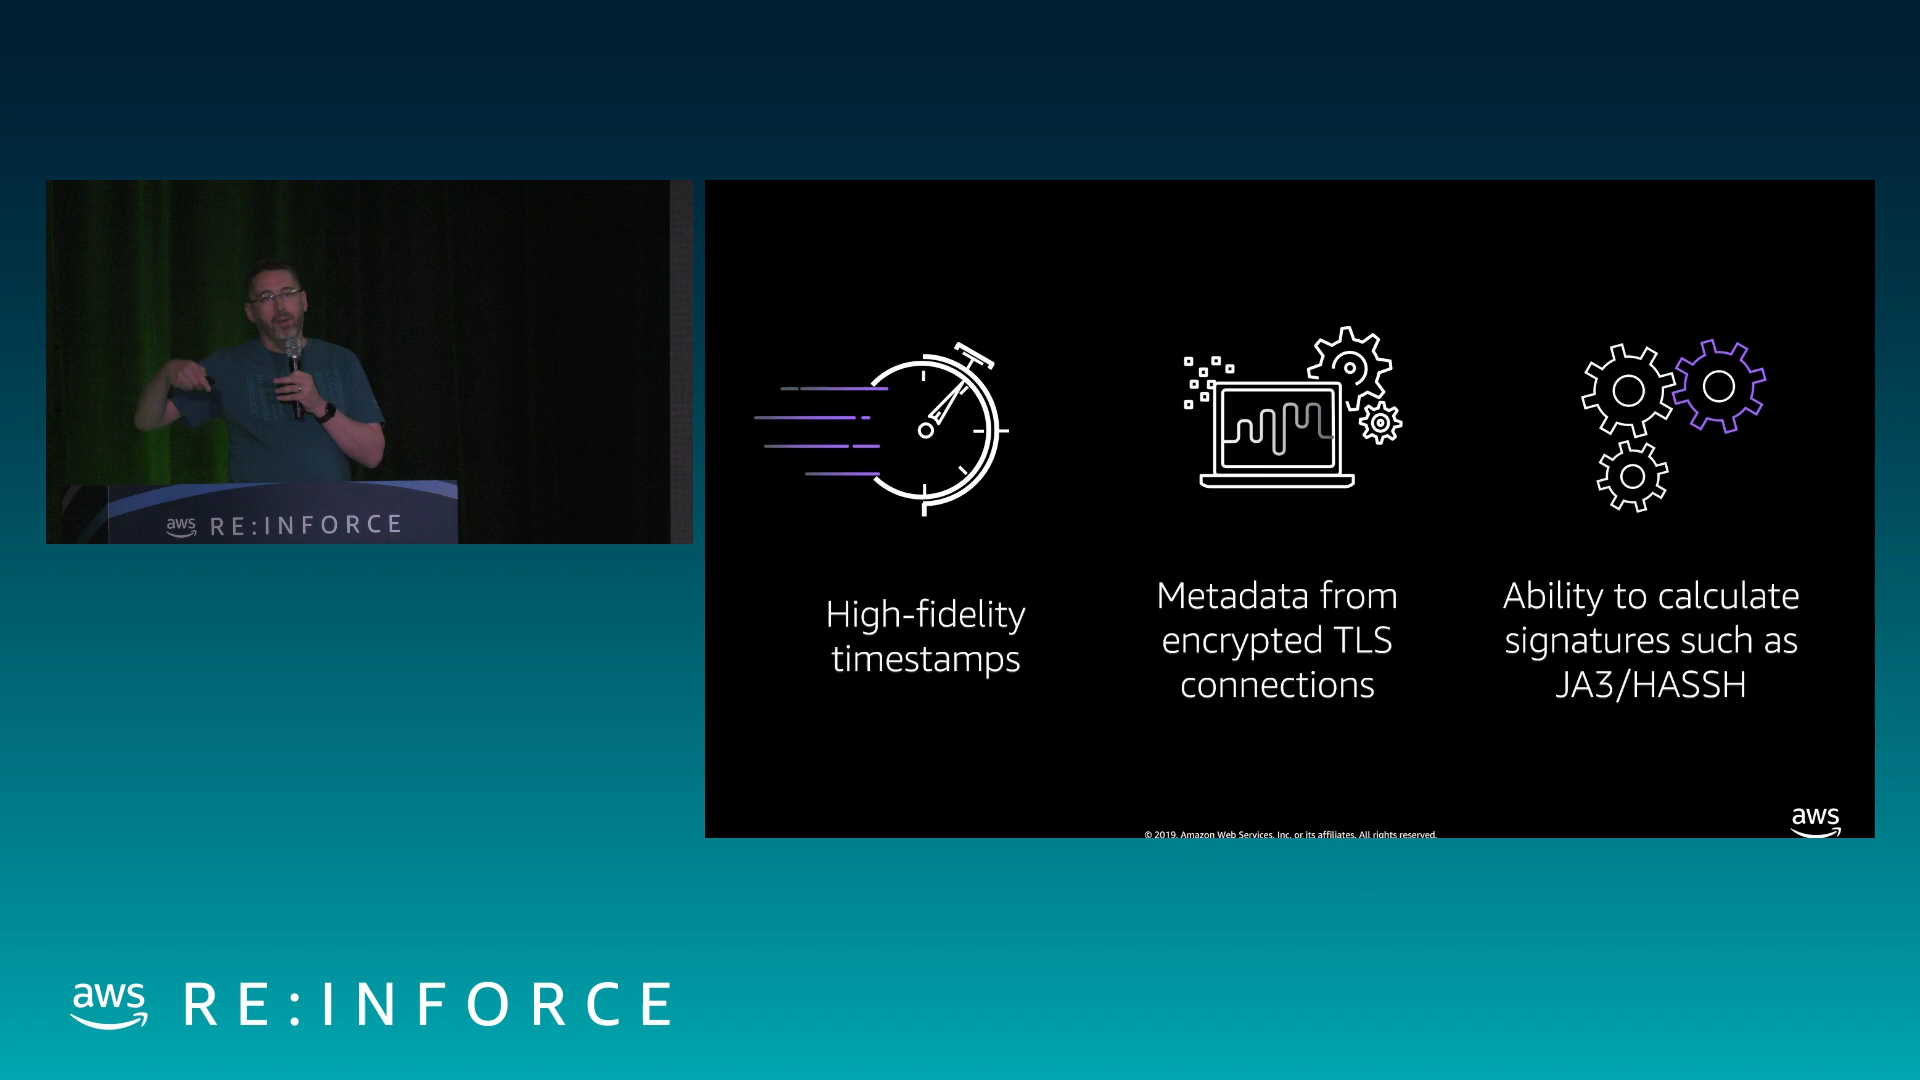 aws RE:INFORCE
High-fidelity
timestamps
Metadata from
encrypted TLS
connections
Ability to calculate
signatures such as
JA3/HASSH
© 2019, Amazon Web Services, Inc. or its affiliates. All rights reserved.
aws
aws RE:INFORCE